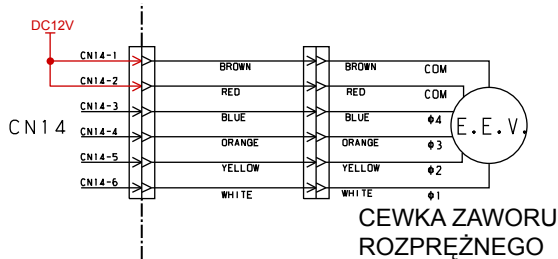 DC12V
CN14-1 BROWN BROWN COM
CN14-2 RED RED COM
CN14-3 BLUE BLUE φ4
CN14 CN14-4 ORANGE ORANGE φ3 E.E.V.
CN14-5 YELLOW YELLOW φ2
CN14-6 WHITE WHITE φ1
CEWKA ZAWORU
ROZPRĘŻNEGO